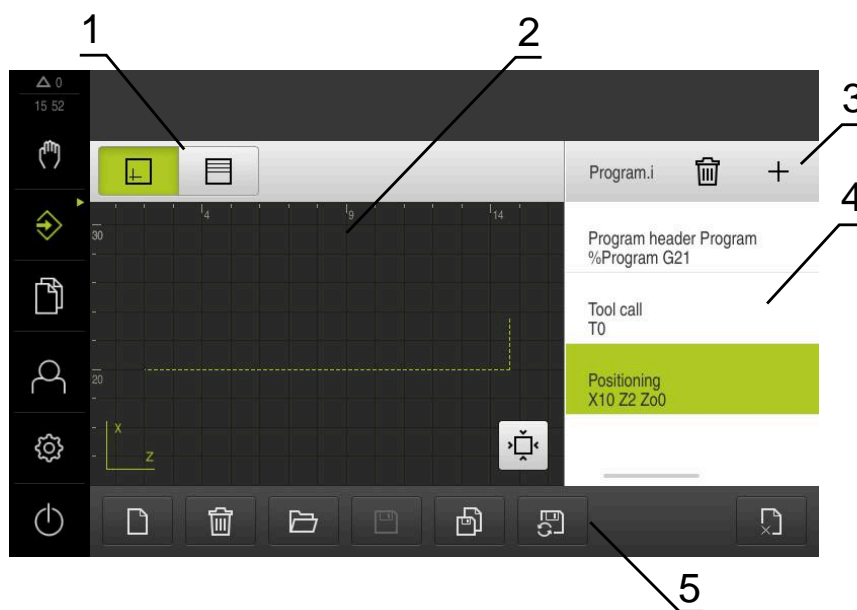 1
2
3
4
5
0
15 52
Program.i
4
9
14
30
20
X
Z
Program header Program
%Program G21
Tool call
T0
Positioning
X10 Z2 Zo0